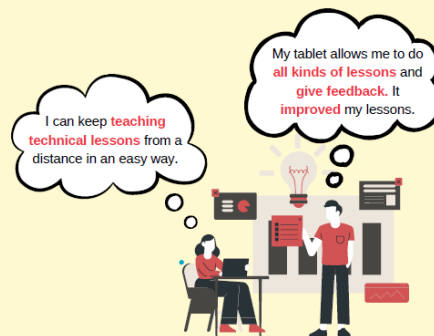 My tablet allows me to do
all kinds of lessons and
give feedback. It
improved my lessons.
I can keep teaching
technical lessons from a
distance in an easy way.